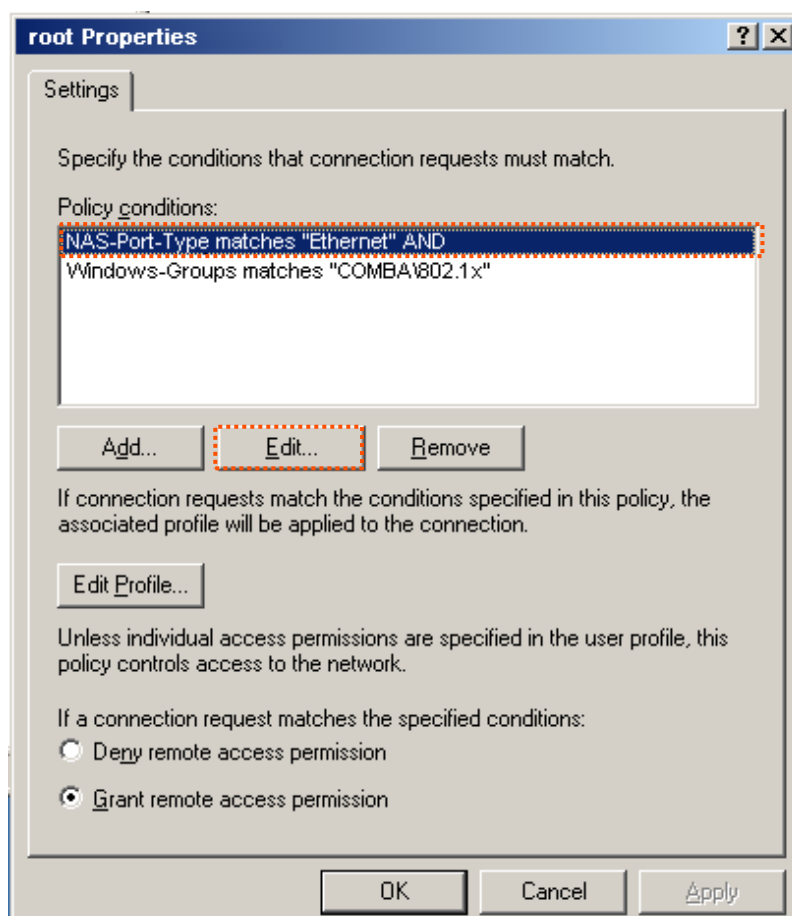 root Properties
Settings
Specify the conditions that connection requests must match.
Policy conditions:
NAS-Port-Type matches "Ethernet" AND
Windows-Groups matches "COMBA\802.1x"
Add... Edit... Remove
If connection requests match the conditions specified in this policy, the
associated profile will be applied to the connection.
Edit Profile...
Unless individual access permissions are specified in the user profile, this
policy controls access to the network.
If a connection request matches the specified conditions:
Deny remote access permission
Grant remote access permission
OK Cancel Apply